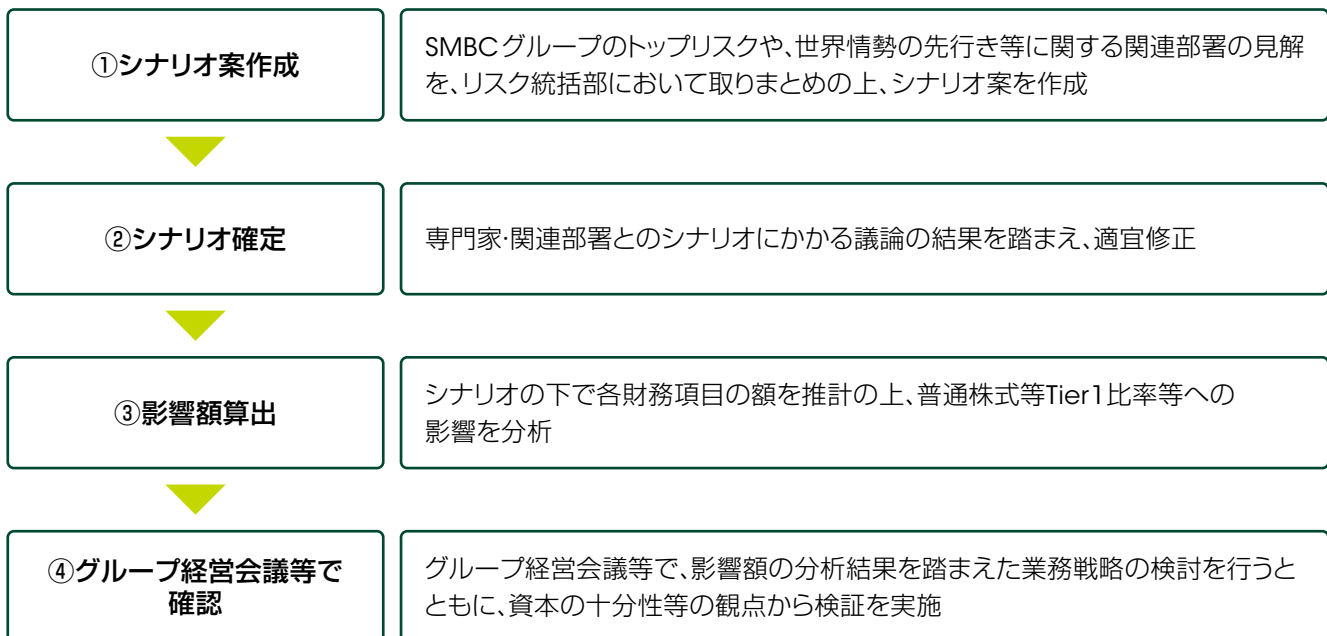 ①シナリオ案作成
SMBCグループのトップリスクや、世界情勢の先行き等に関する関連部署の見解
を、リスク統括部において取りまとめの上、シナリオ案を作成
②シナリオ確定
専門家・関連部署とのシナリオにかかる議論の結果を踏まえ、適宜修正
③影響額算出
シナリオの下で各財務項目の額を推計の上、普通株式等Tier1比率等への
影響を分析
④グループ経営会議等で
確認
グループ経営会議等で、影響額の分析結果を踏まえた業務戦略の検討を行うと
ともに、資本の十分性等の観点から検証を実施